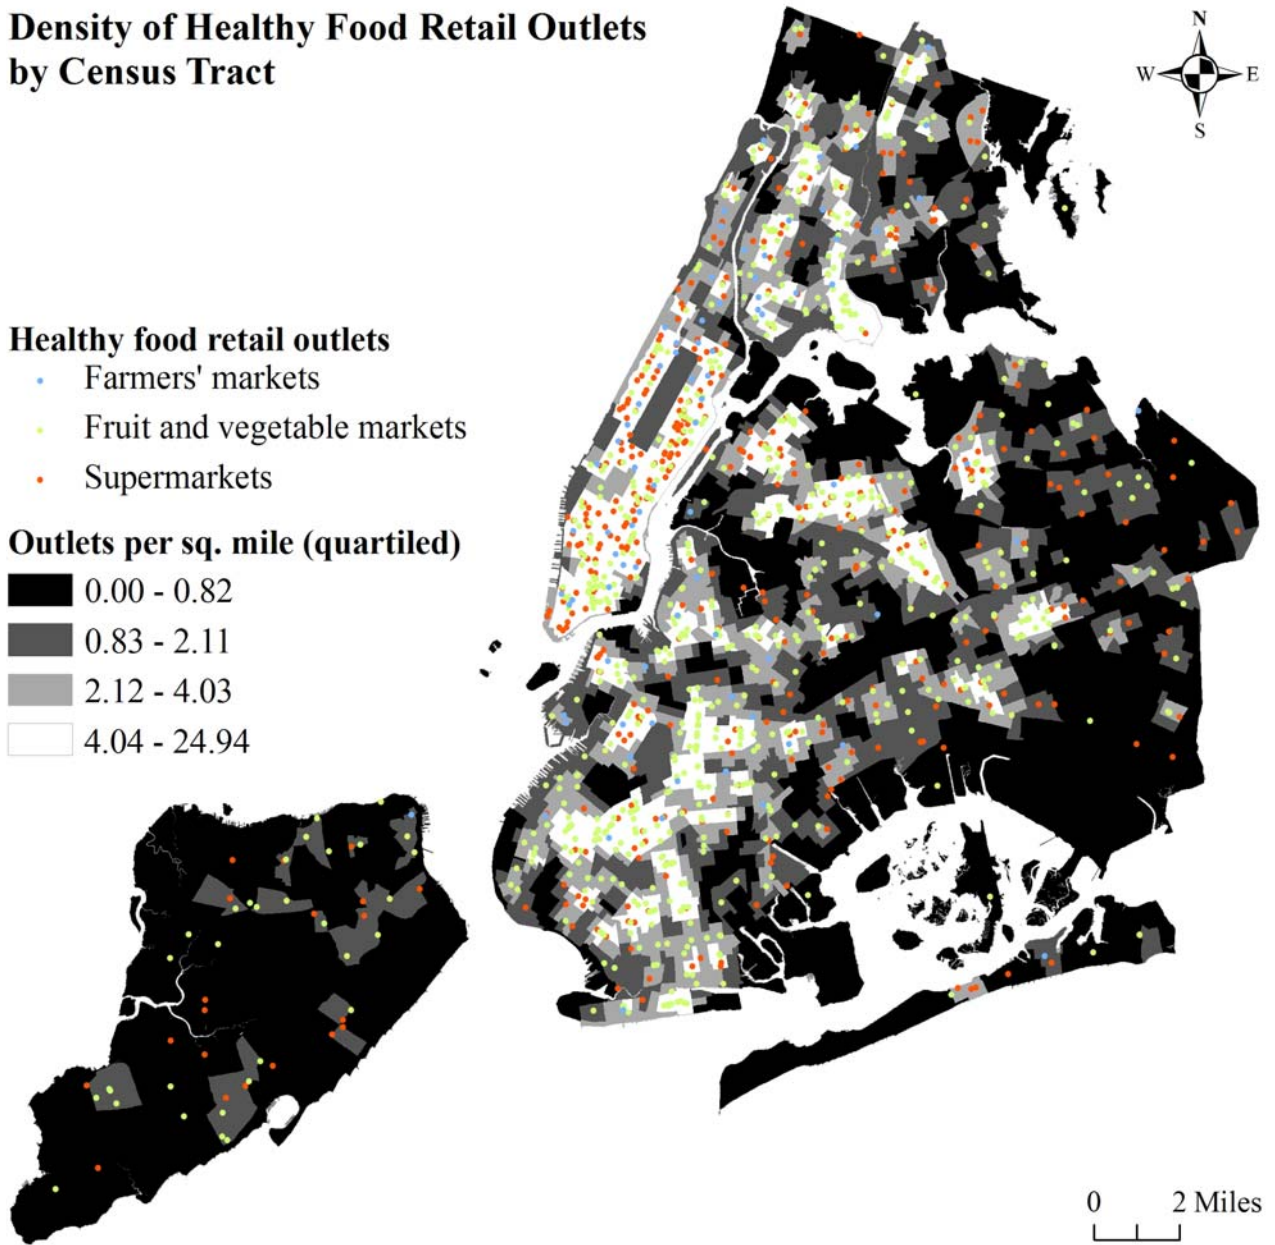 Density of Healthy Food Retail Outlets
by Census Tract
N
W E
S
Healthy food retail outlets
Farmers' markets
Fruit and vegetable markets
Supermarkets
Outlets per sq. mile (quartiled)
0.00 - 0.82
0.83 - 2.11
2.12 - 4.03
4.04 - 24.94
0 2 Miles